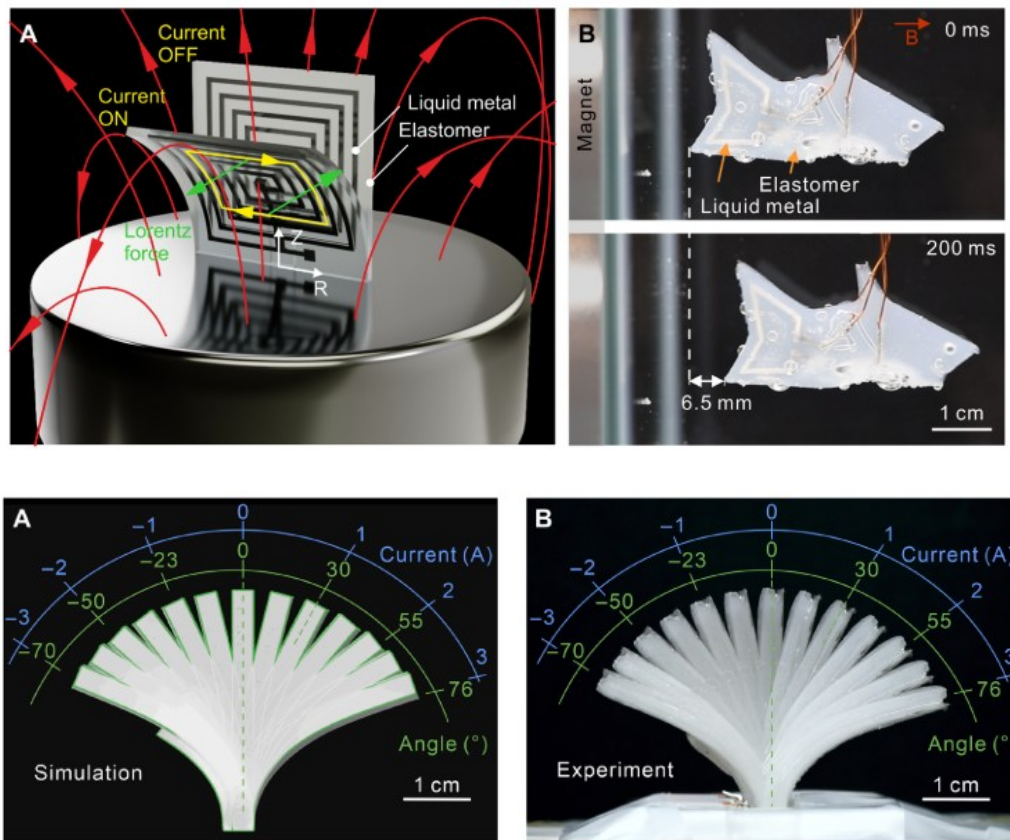 A
Current
OFF
Current
ON
Liquid metal
Elastomer
Lorentz
force
Z
R
B
B
0 ms
Magnet
Elastomer
Liquid metal
200 ms
6.5 mm
1 cm
A
−3
−2
−1
0
1
2
3
Current (A)
−70
−50
−23
0
30
55
76
Angle (°)
Simulation
1 cm
B
−3
−2
−1
0
1
2
3
Current (A)
−70
−50
−23
0
30
55
76
Angle (°)
Experiment
1 cm